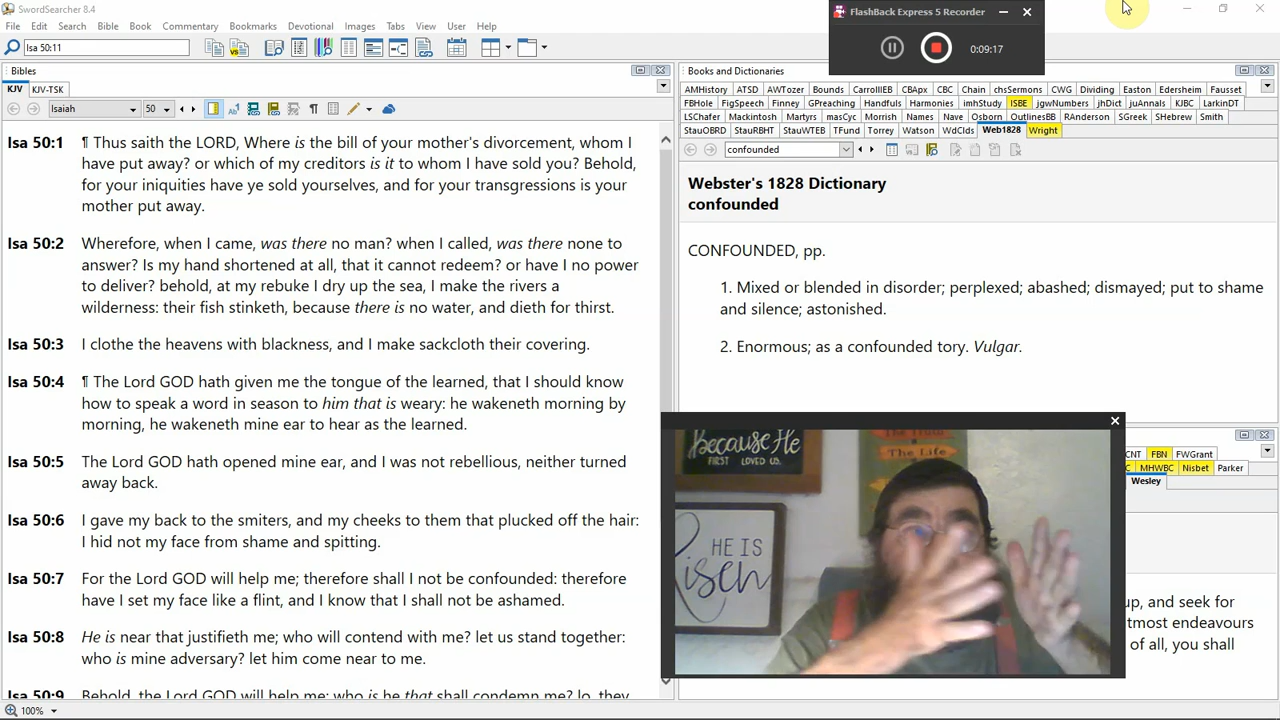 SwordSearcher 8.4
File Edit Search Bible Book Commentary Bookmarks Devotional Images Tabs View User Help
Isa 50:11
FlashBack Express 5 Recorder
0:09:17
Bibles
KJV KJV-TSK
Isaiah 50
Isa 50:1 ¶ Thus saith the LORD, Where is the bill of your mother's divorcement, whom I
have put away? or which of my creditors is it to whom I have sold you? Behold,
for your iniquities have ye sold yourselves, and for your transgressions is your
mother put away.
Isa 50:2 Wherefore, when I came, was there no man? when I called, was there none to
answer? Is my hand shortened at all, that it cannot redeem? or have I no power
to deliver? behold, at my rebuke I dry up the sea, I make the rivers a
wilderness: their fish stinketh, because there is no water, and dieth for thirst.
Isa 50:3 I clothe the heavens with blackness, and I make sackcloth their covering.
Isa 50:4 ¶ The Lord GOD hath given me the tongue of the learned, that I should know
how to speak a word in season to him that is weary: he wakeneth morning by
morning, he wakeneth mine ear to hear as the learned.
Isa 50:5 The Lord GOD hath opened mine ear, and I was not rebellious, neither turned
away back.
Isa 50:6 I gave my back to the smiters, and my cheeks to them that plucked off the hair:
I hid not my face from shame and spitting.
Isa 50:7 For the Lord GOD will help me; therefore shall I not be confounded: therefore
have I set my face like a flint, and I know that I shall not be ashamed.
Isa 50:8 He is near that justifieth me; who will contend with me? let us stand together:
who is mine adversary? let him come near to me.
Isa 50:9 Behold, the Lord GOD will help me; who is he that shall condemn me? lo, they
100%
Books and Dictionaries
AMHistory ATSD AWTozer Bounds CarrollIEB CBApx CBC Chain chsSermons CWG Dividing Easton Edersheim Fausset
FBHole FigSpeech Finney GPreaching Handfuls Harmonies imhStudy ISBE jgwNumbers jhDict juAnnals KJBC LarkinDT
LSChafer Mackintosh Martyrs masCyc Morrish Names Nave Osborn OutlinesBB RAnderson SGreek SHebrew Smith
StauOBRD StauRBHT StauWTEB TFund Torrey Watson WdClds Web1828 Wright
confounded
Webster's 1828 Dictionary
confounded
CONFOUNDED, pp.
1. Mixed or blended in disorder; perplexed; abashed; dismayed; put to shame
and silence; astonished.
2. Enormous; as a confounded tory. Vulgar.
CNT FBN FWGrant
MHWBC Nisbet Parker
Wesley
up, and seek for
tmost endeavours
of all, you shall
Because He
FIRST LOVED US.
The Life
HE IS
Risen